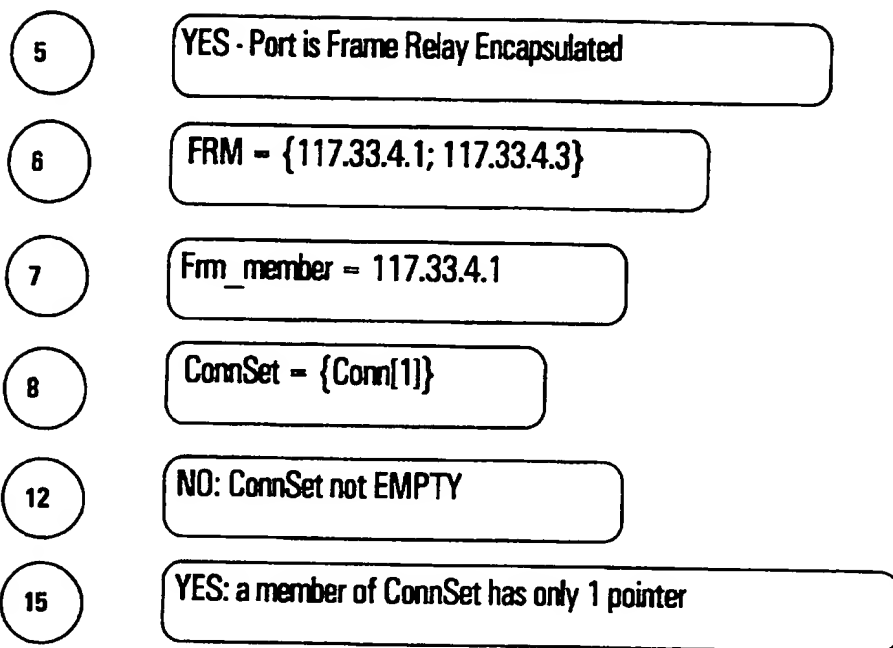 5 YES - Port is Frame Relay Encapsulated
6 FRM = {117.33.4.1; 117.33.4.3}
7 Frm_member = 117.33.4.1
8 ConnSet = {Conn[1]}
12 NO: ConnSet not EMPTY
15 YES: a member of ConnSet has only 1 pointer